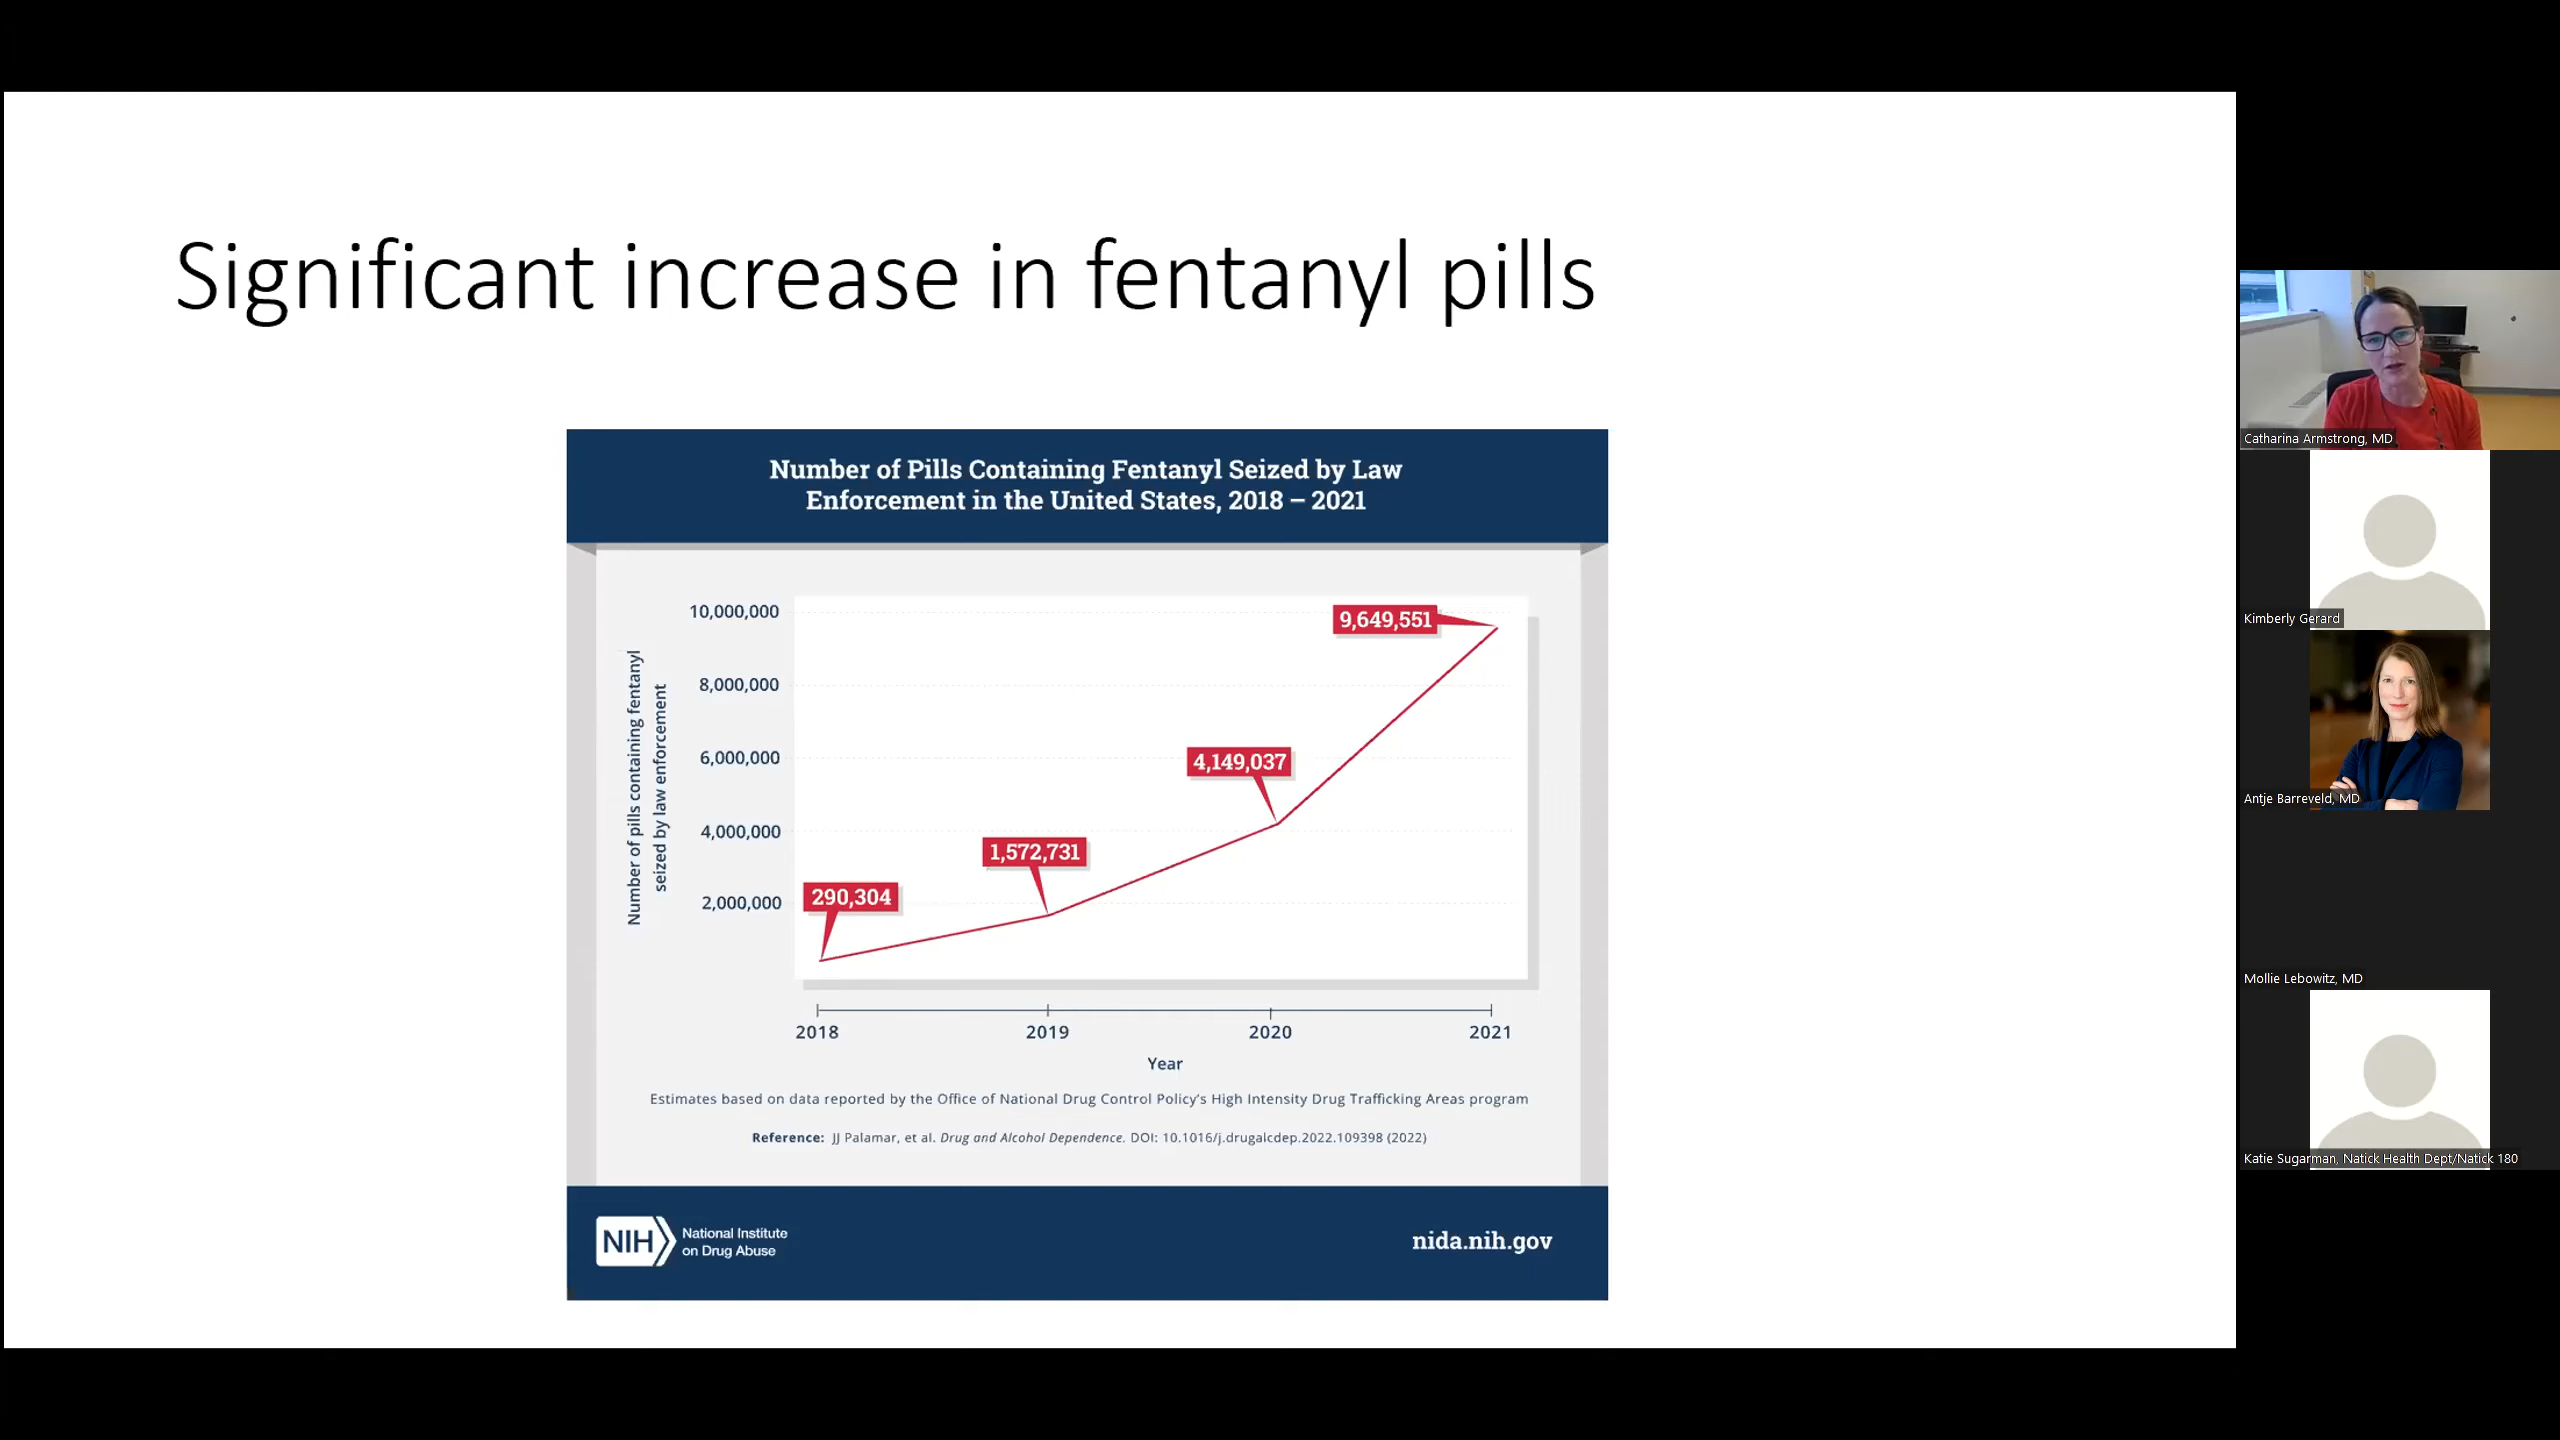 Significant increase in fentanyl pills
Number of Pills Containing Fentanyl Seized by Law
Enforcement in the United States, 2018 – 2021
Number of pills containing fentanyl
seized by law enforcement
10,000,000
8,000,000
6,000,000
4,000,000
2,000,000
290,304
1,572,731
4,149,037
9,649,551
2018
2019
2020
2021
Year
Estimates based on data reported by the Office of National Drug Control Policy's High Intensity Drug Trafficking Areas program
Reference: JJ Palamar, et al. Drug and Alcohol Dependence. DOI: 10.1016/j.drugalcdep.2022.109398 (2022)
NIH
National Institute
on Drug Abuse
nida.nih.gov
Catharina Armstrong, MD
Kimberly Gerard
Antje Barreveld, MD
Mollie Lebowitz, MD
Katie Sugarman, Natick Health Dept/Natick 180